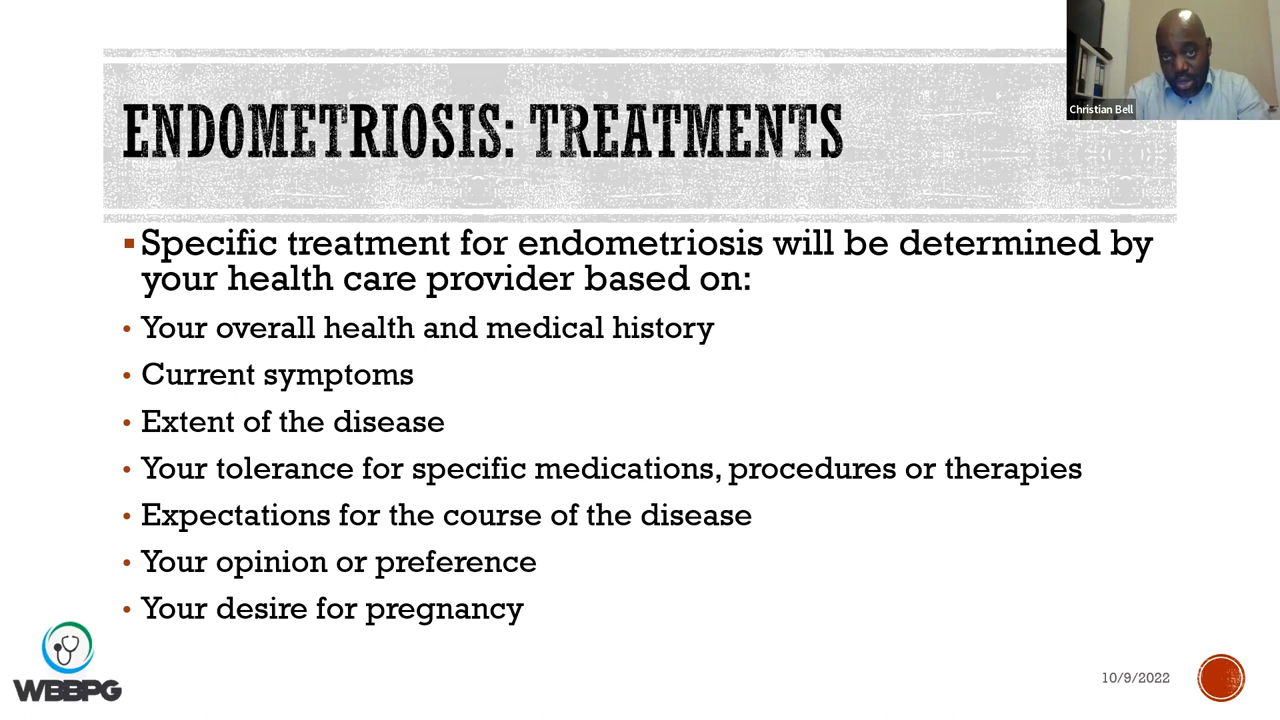 ENDOMETRIOSIS: TREATMENTS
Christian Bell
▪ Specific treatment for endometriosis will be determined by
your health care provider based on:
• Your overall health and medical history
• Current symptoms
• Extent of the disease
• Your tolerance for specific medications, procedures or therapies
• Expectations for the course of the disease
• Your opinion or preference
• Your desire for pregnancy
WBBPG
10/9/2022